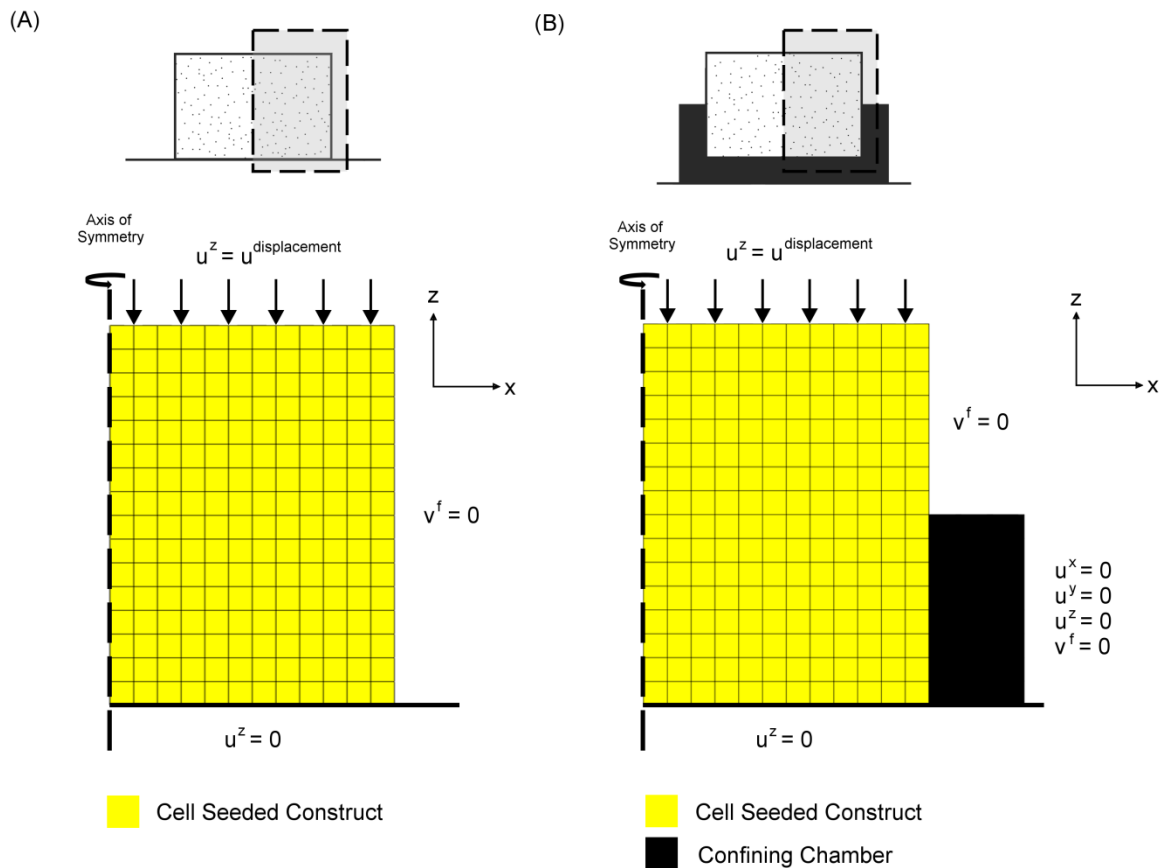 (A)
Axis of
Symmetry
u^z = u^displacement
z
x
v^f = 0
u^z = 0
Cell Seeded Construct
(B)
Axis of
Symmetry
u^z = u^displacement
z
x
v^f = 0
u^x = 0
u^y = 0
u^z = 0
v^f = 0
u^z = 0
Cell Seeded Construct
Confining Chamber